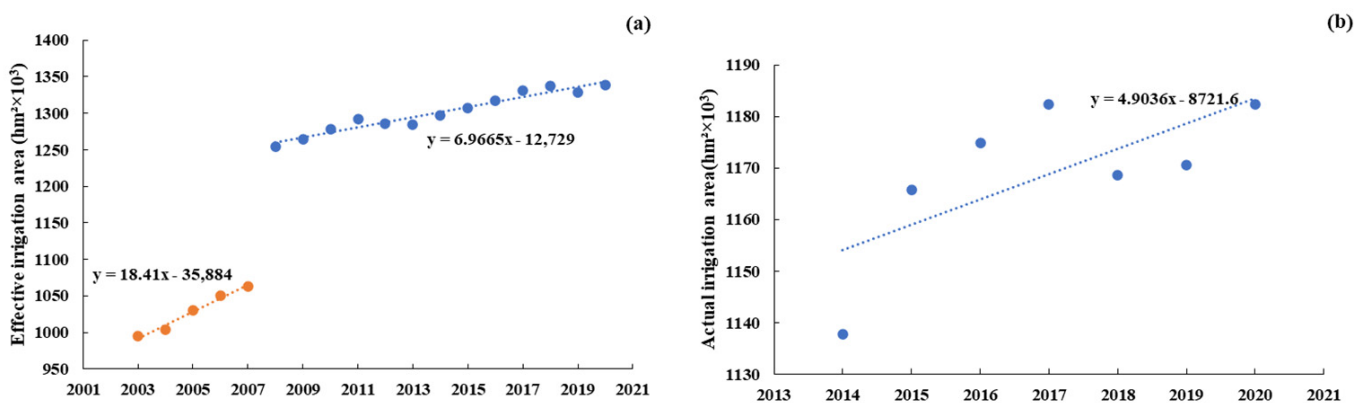 (a)
Effective irrigation area (hm²×10³)
1400
1350
1300
1250
1200
1150
1100
1050
1000
950
y = 6.9665x - 12,729
y = 18.41x - 35,884
2001 2003 2005 2007 2009 2011 2013 2015 2017 2019 2021
(b)
Actual irrigation area(hm²×10³)
1190
1180
1170
1160
1150
1140
1130
y = 4.9036x - 8721.6
2013 2014 2015 2016 2017 2018 2019 2020 2021